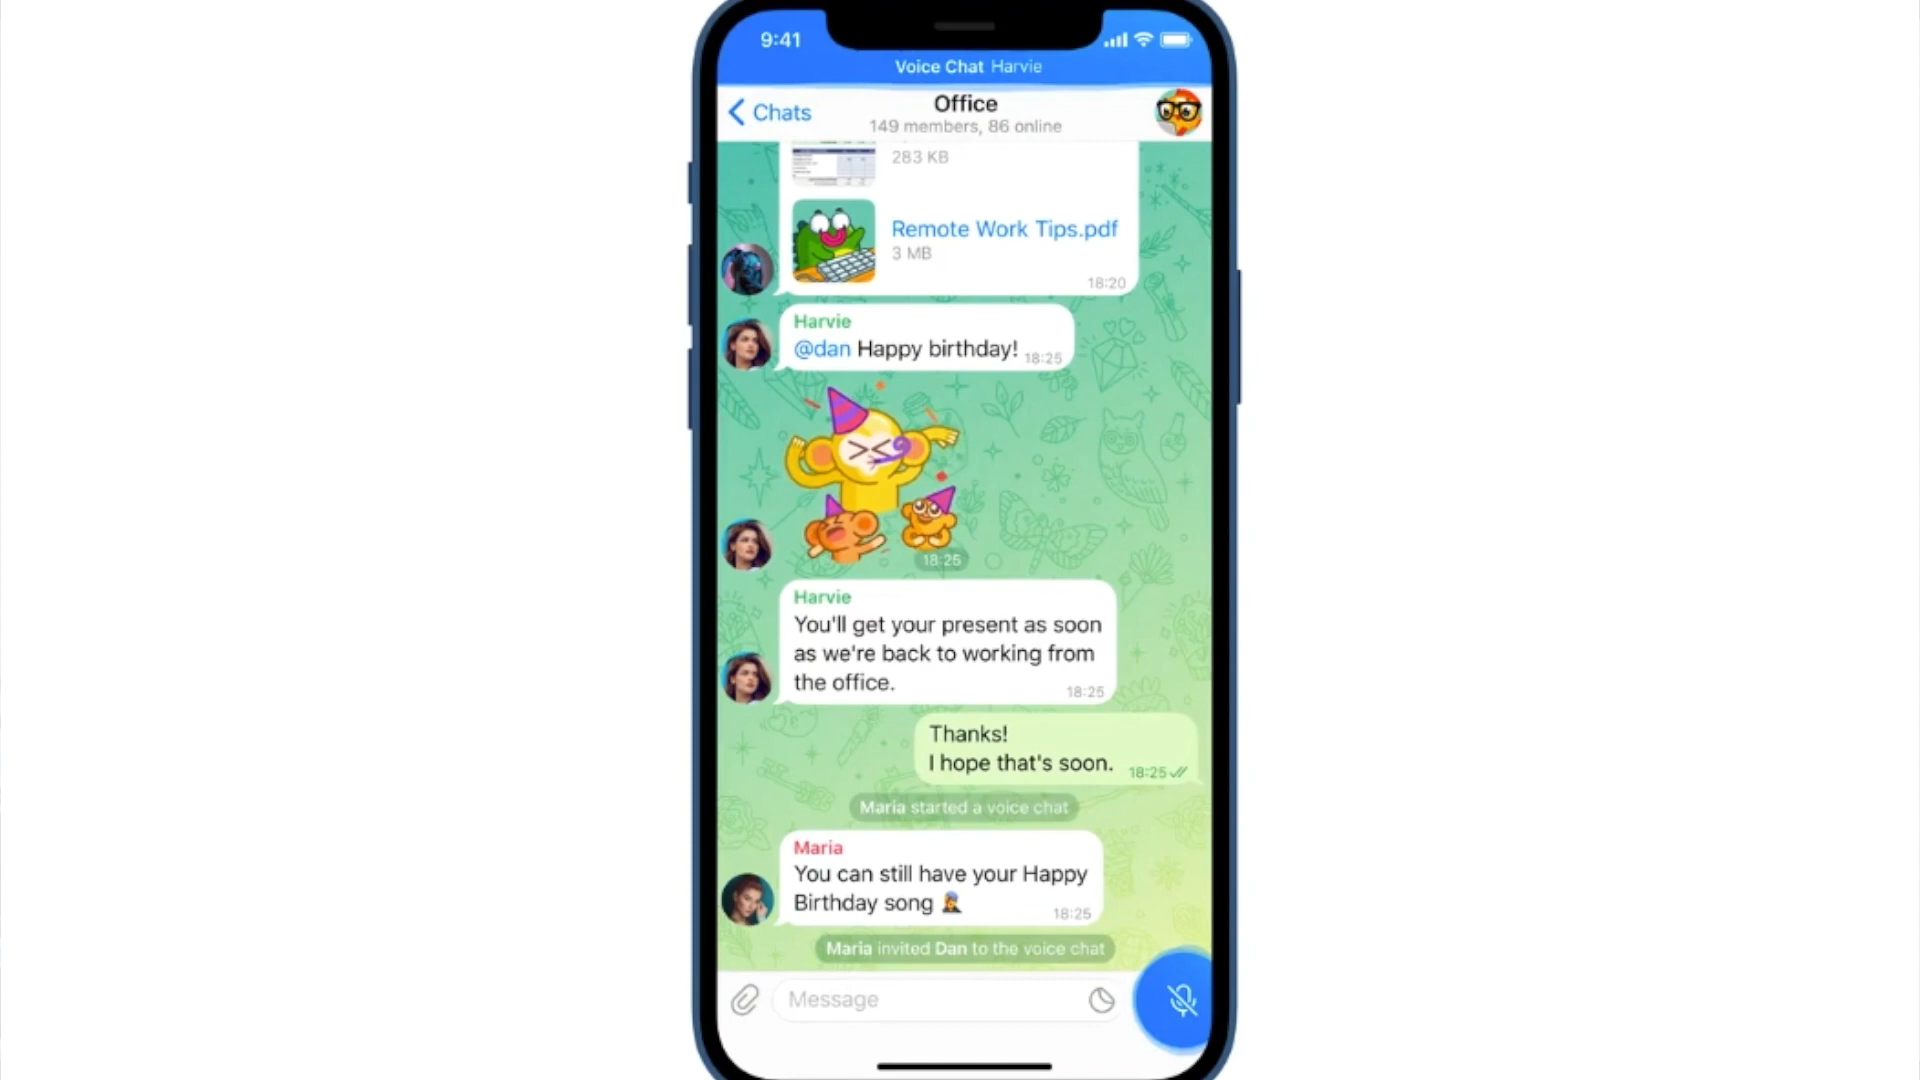 9:41
Voice Chat Harvie
Chats
Office
149 members, 86 online
283 KB
Remote Work Tips.pdf
3 MB
18:20
Harvie
@dan Happy birthday! 18:25
18:25
Harvie
You'll get your present as soon
as we're back to working from
the office.
18:25
Thanks!
I hope that's soon. 18:25
Maria started a voice chat
Maria
You can still have your Happy
Birthday song
18:25
Maria invited Dan to the voice chat
Message